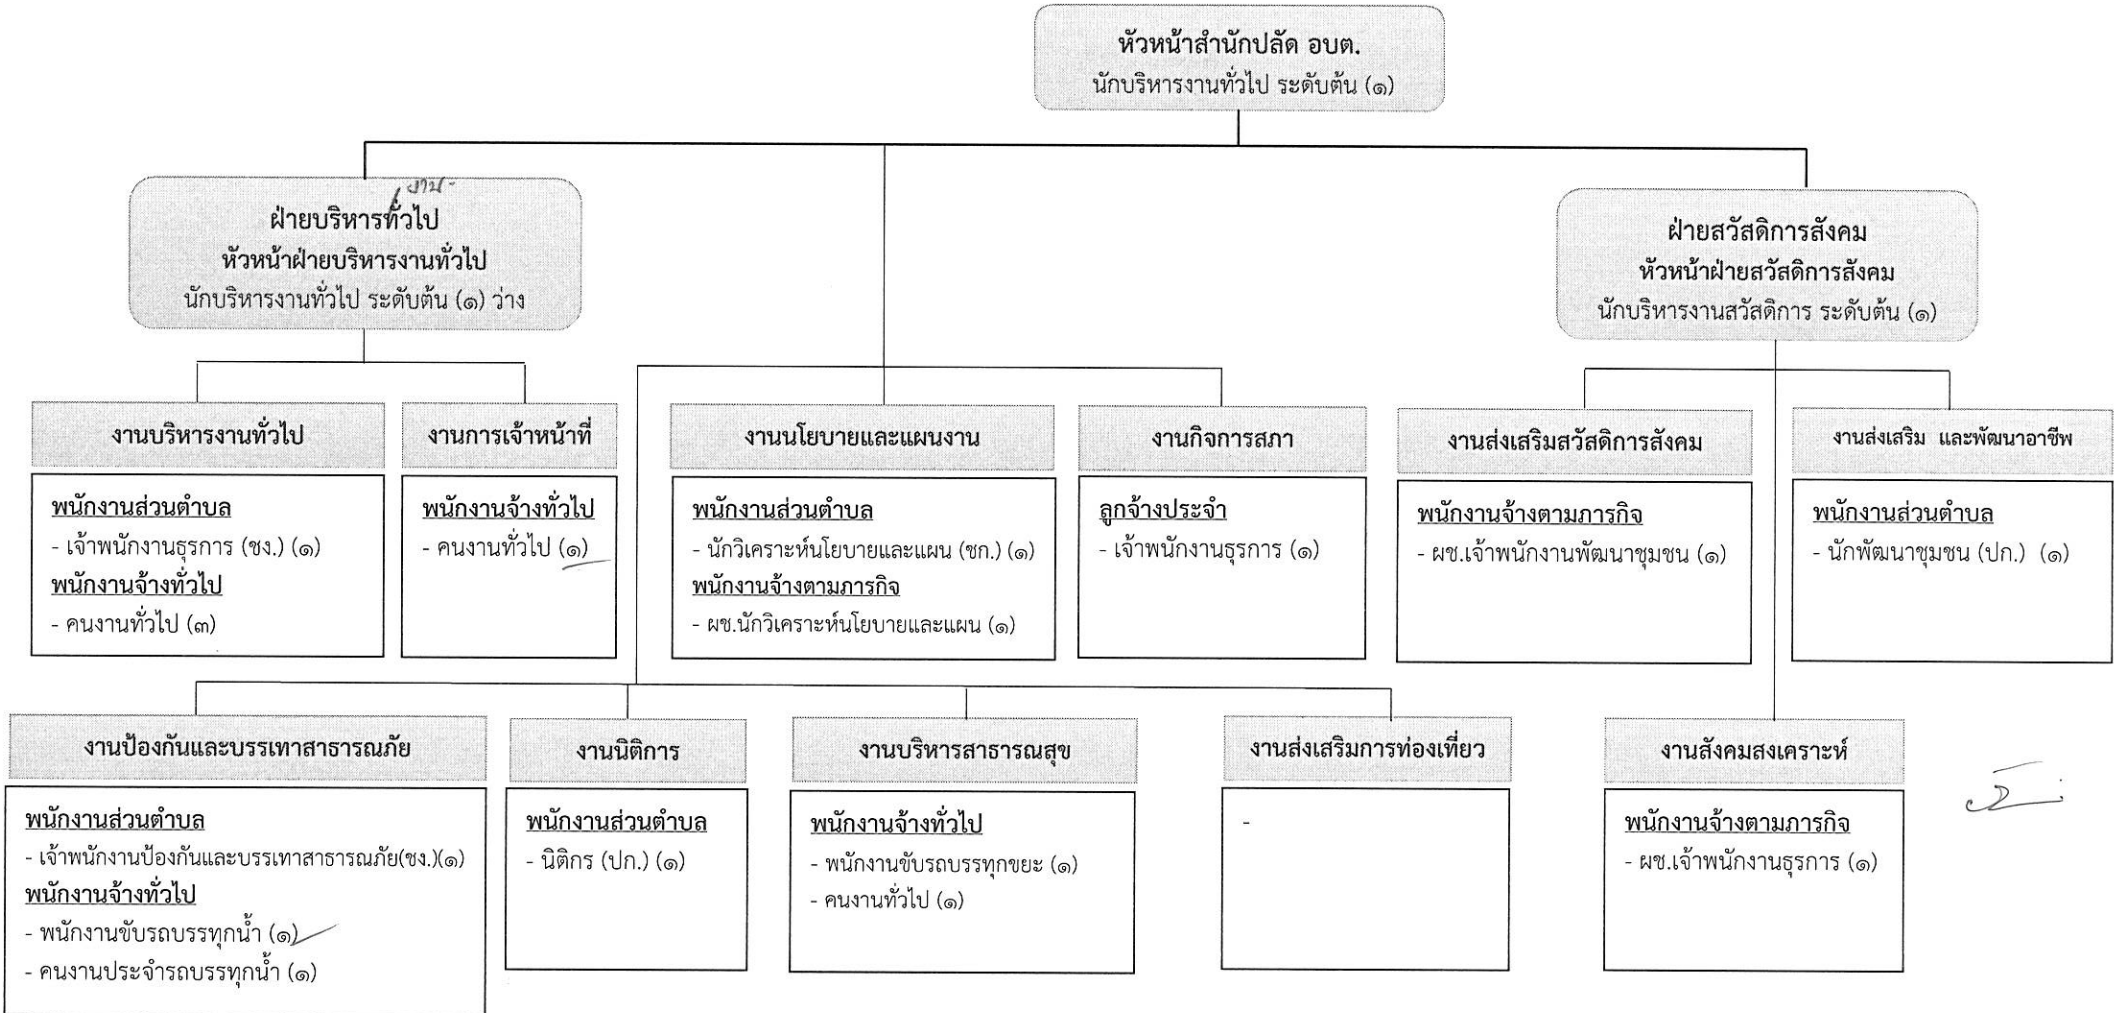 หัวหน้าสำนักปลัด อบต.
นักบริหารงานทั่วไป ระดับต้น (๑)
งาน
ฝ่ายบริหารทั่วไป
หัวหน้าฝ่ายบริหารงานทั่วไป
นักบริหารงานทั่วไป ระดับต้น (๑) ว่าง
ฝ่ายสวัสดิการสังคม
หัวหน้าฝ่ายสวัสดิการสังคม
นักบริหารงานสวัสดิการ ระดับต้น (๑)
งานบริหารงานทั่วไป
พนักงานส่วนตำบล
- เจ้าพนักงานธุรการ (ชง.) (๑)
พนักงานจ้างทั่วไป
- คนงานทั่วไป (๓)
งานการเจ้าหน้าที่
พนักงานจ้างทั่วไป
- คนงานทั่วไป (๑)
งานนโยบายและแผนงาน
พนักงานส่วนตำบล
- นักวิเคราะห์นโยบายและแผน (ชก.) (๑)
พนักงานจ้างตามภารกิจ
- ผช.นักวิเคราะห์นโยบายและแผน (๑)
งานกิจการสภา
ลูกจ้างประจำ
- เจ้าพนักงานธุรการ (๑)
งานส่งเสริมสวัสดิการสังคม
พนักงานจ้างตามภารกิจ
- ผช.เจ้าพนักงานพัฒนาชุมชน (๑)
งานส่งเสริม และพัฒนาอาชีพ
พนักงานส่วนตำบล
- นักพัฒนาชุมชน (ปก.) (๑)
งานป้องกันและบรรเทาสาธารณภัย
พนักงานส่วนตำบล
- เจ้าพนักงานป้องกันและบรรเทาสาธารณภัย(ชง.)(๑)
พนักงานจ้างทั่วไป
- พนักงานขับรถบรรทุกน้ำ (๑)
- คนงานประจำรถบรรทุกน้ำ (๑)
งานนิติการ
พนักงานส่วนตำบล
- นิติกร (ปก.) (๑)
งานบริหารสาธารณสุข
พนักงานจ้างทั่วไป
- พนักงานขับรถบรรทุกขยะ (๑)
- คนงานทั่วไป (๑)
งานส่งเสริมการท่องเที่ยว
-
งานสังคมสงเคราะห์
พนักงานจ้างตามภารกิจ
- ผช.เจ้าพนักงานธุรการ (๑)